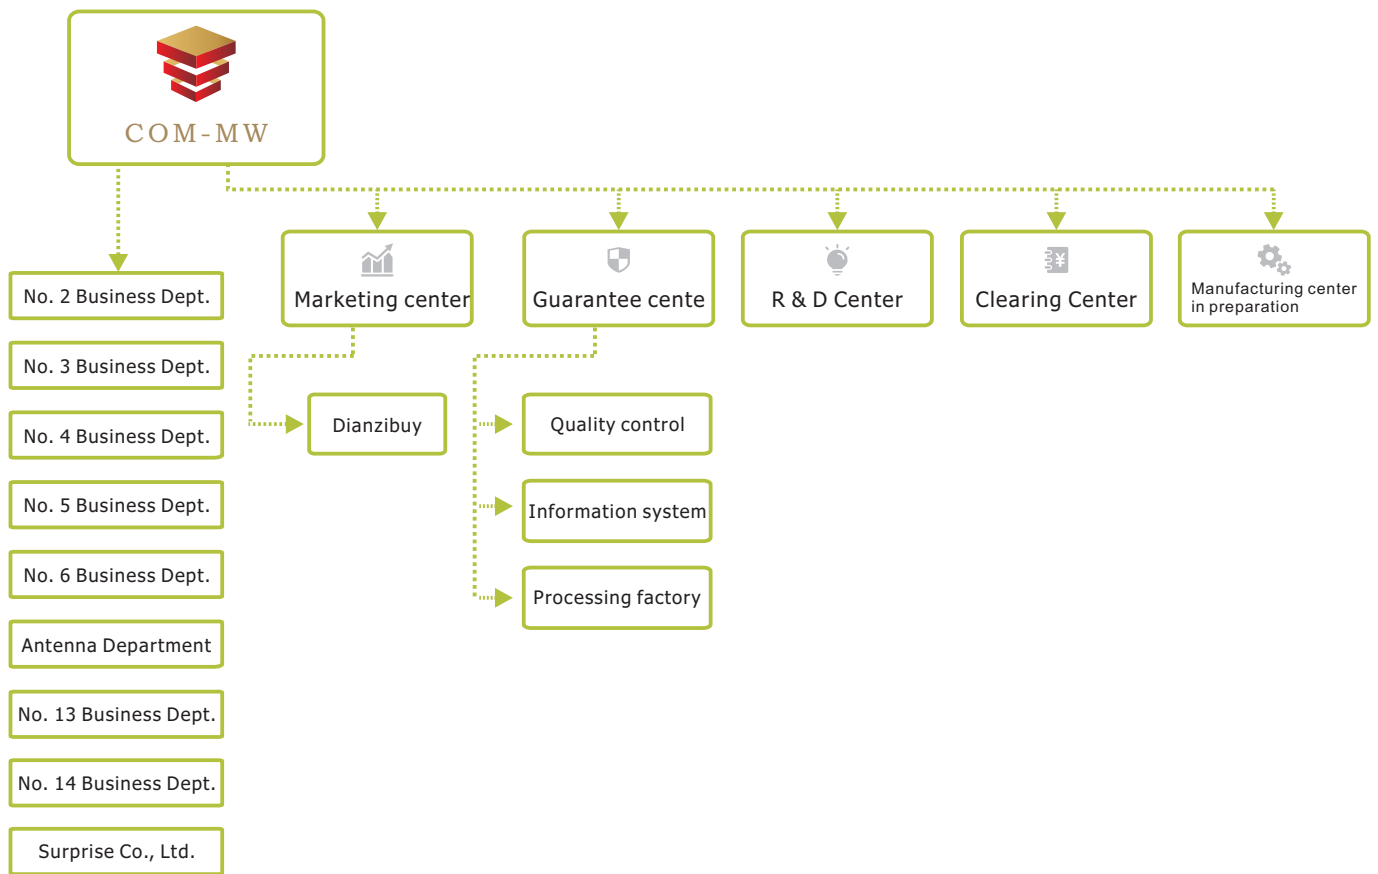 COM-MW
Marketing center
Guarantee cente
R & D Center
Clearing Center
Manufacturing center
in preparation
No. 2 Business Dept.
No. 3 Business Dept.
No. 4 Business Dept.
No. 5 Business Dept.
No. 6 Business Dept.
Antenna Department
No. 13 Business Dept.
No. 14 Business Dept.
Surprise Co., Ltd.
Dianzibuy
Quality control
Information system
Processing factory
¥